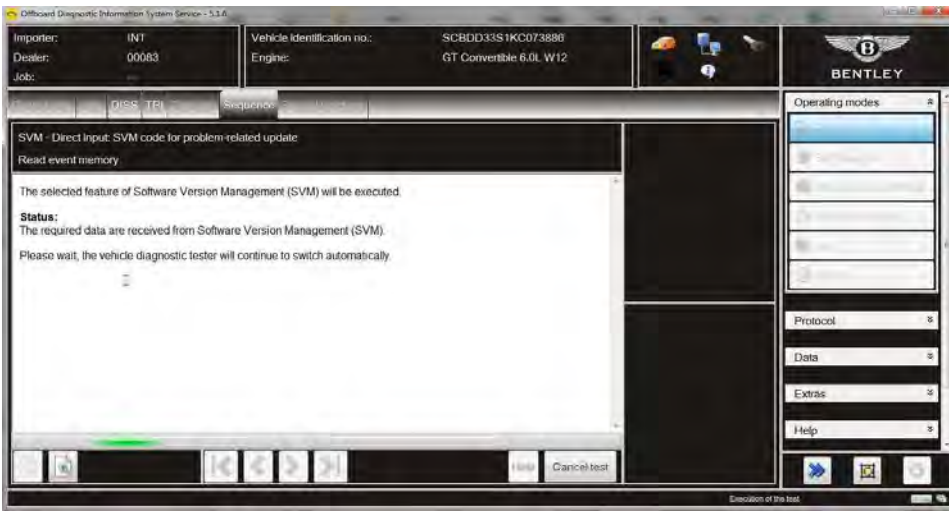 Offboard Diagnostic Information System Service - 5.1.6
Importer: INT
Dealer: 00083
Job: ---
Vehicle identification no.: SCBDD33S1KC073886
Engine: GT Convertible 6.0L W12
BENTLEY
DISS TPI Sequence
Operating modes
SVM - Direct Input: SVM code for problem-related update
Read event memory
The selected feature of Software Version Management (SVM) will be executed.
Status:
The required data are received from Software Version Management (SVM).
Please wait, the vehicle diagnostic tester will continue to switch automatically.
Protocol
Data
Extras
Help
Help
Cancel test
Execution of the test